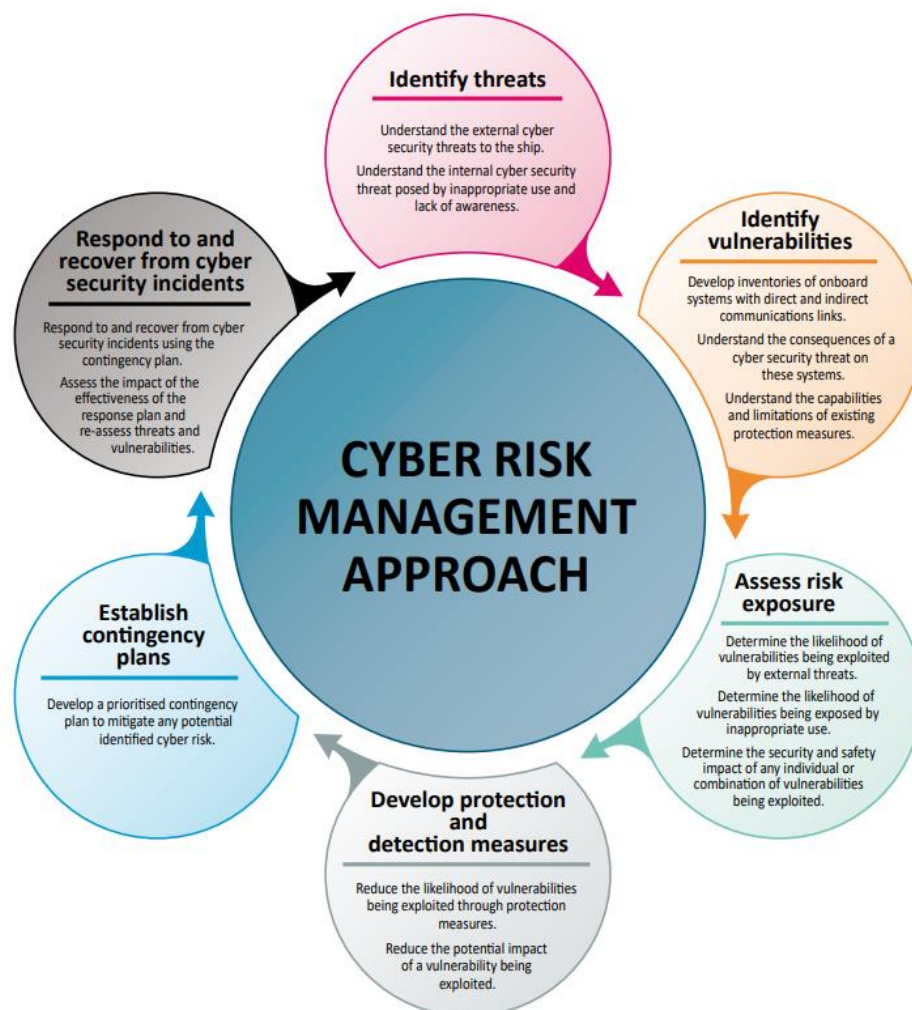 Identify threats
Understand the external cyber
security threats to the ship.
Understand the internal cyber security
threat posed by inappropriate use and
lack of awareness.
Identify
vulnerabilities
Develop inventories of onboard
systems with direct and indirect
communications links.
Understand the consequences of a
cyber security threat on
these systems.
Understand the capabilities
and limitations of existing
protection measures.
Assess risk
exposure
Determine the likelihood of
vulnerabilities being exploited
by external threats.
Determine the likelihood of
vulnerabilities being exposed by
inappropriate use.
Determine the security and safety
impact of any individual or
combination of vulnerabilities
being exploited.
Develop protection
and
detection measures
Reduce the likelihood of vulnerabilities
being exploited through protection
measures.
Reduce the potential impact
of a vulnerability being
exploited.
Establish
contingency
plans
Develop a prioritised contingency
plan to mitigate any potential
identified cyber risk.
Respond to and
recover from cyber
security incidents
Respond to and recover from cyber
security incidents using the
contingency plan.
Assess the impact of the
effectiveness of the
response plan and
re-assess threats and
vulnerabilities.
CYBER RISK
MANAGEMENT
APPROACH